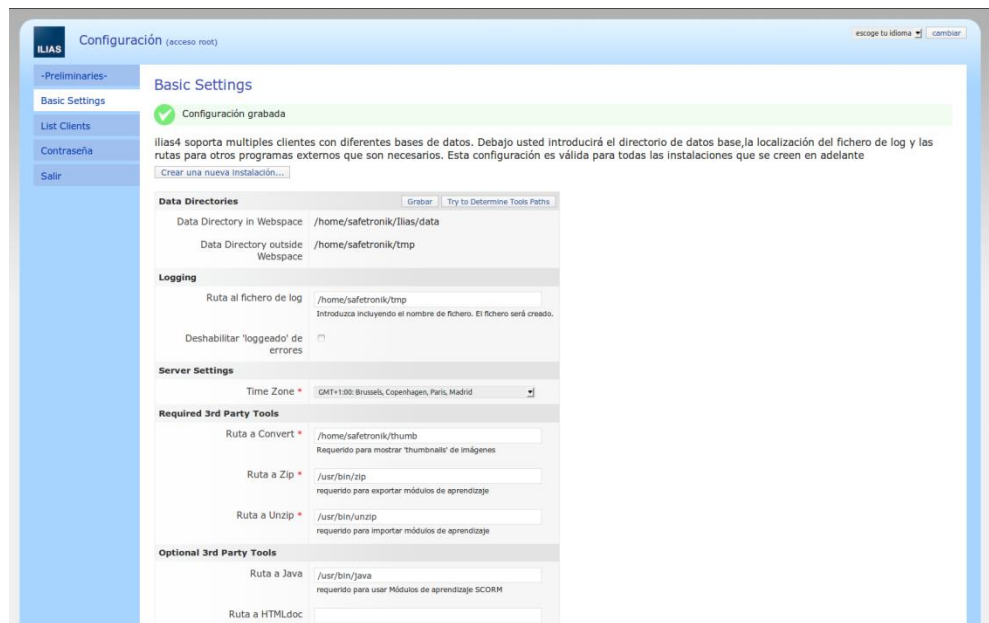 ILIAS
Configuración (acceso root)
escoge tu idioma
cambiar
-Preliminaries-
Basic Settings
List Clients
Contraseña
Salir
Basic Settings
Configuración grabada
ilias4 soporta multiples clientes con diferentes bases de datos. Debajo usted introducirá el directorio de datos base,la localización del fichero de log y las
rutas para otros programas externos que son necesarios. Esta configuración es válida para todas las instalaciones que se creen en adelante
Crear una nueva instalación...
Data Directories
Grabar
Try to Determine Tools Paths
Data Directory in Webspace /home/safetronik/Ilias/data
Data Directory outside /home/safetronik/tmp
Webspace
Logging
Ruta al fichero de log /home/safetronik/tmp
Introduzca incluyendo el nombre de fichero. El fichero será creado.
Deshabilitar 'loggeado' de
errores
Server Settings
Time Zone * GMT+1:00: Brussels, Copenhagen, Paris, Madrid
Required 3rd Party Tools
Ruta a Convert * /home/safetronik/thumb
Requerido para mostrar 'thumbnails' de imágenes
Ruta a Zip * /usr/bin/zip
requerido para exportar módulos de aprendizaje
Ruta a Unzip * /usr/bin/unzip
requerido para importar módulos de aprendizaje
Optional 3rd Party Tools
Ruta a Java /usr/bin/java
requerido para usar Módulos de aprendizaje SCORM
Ruta a HTMLdoc